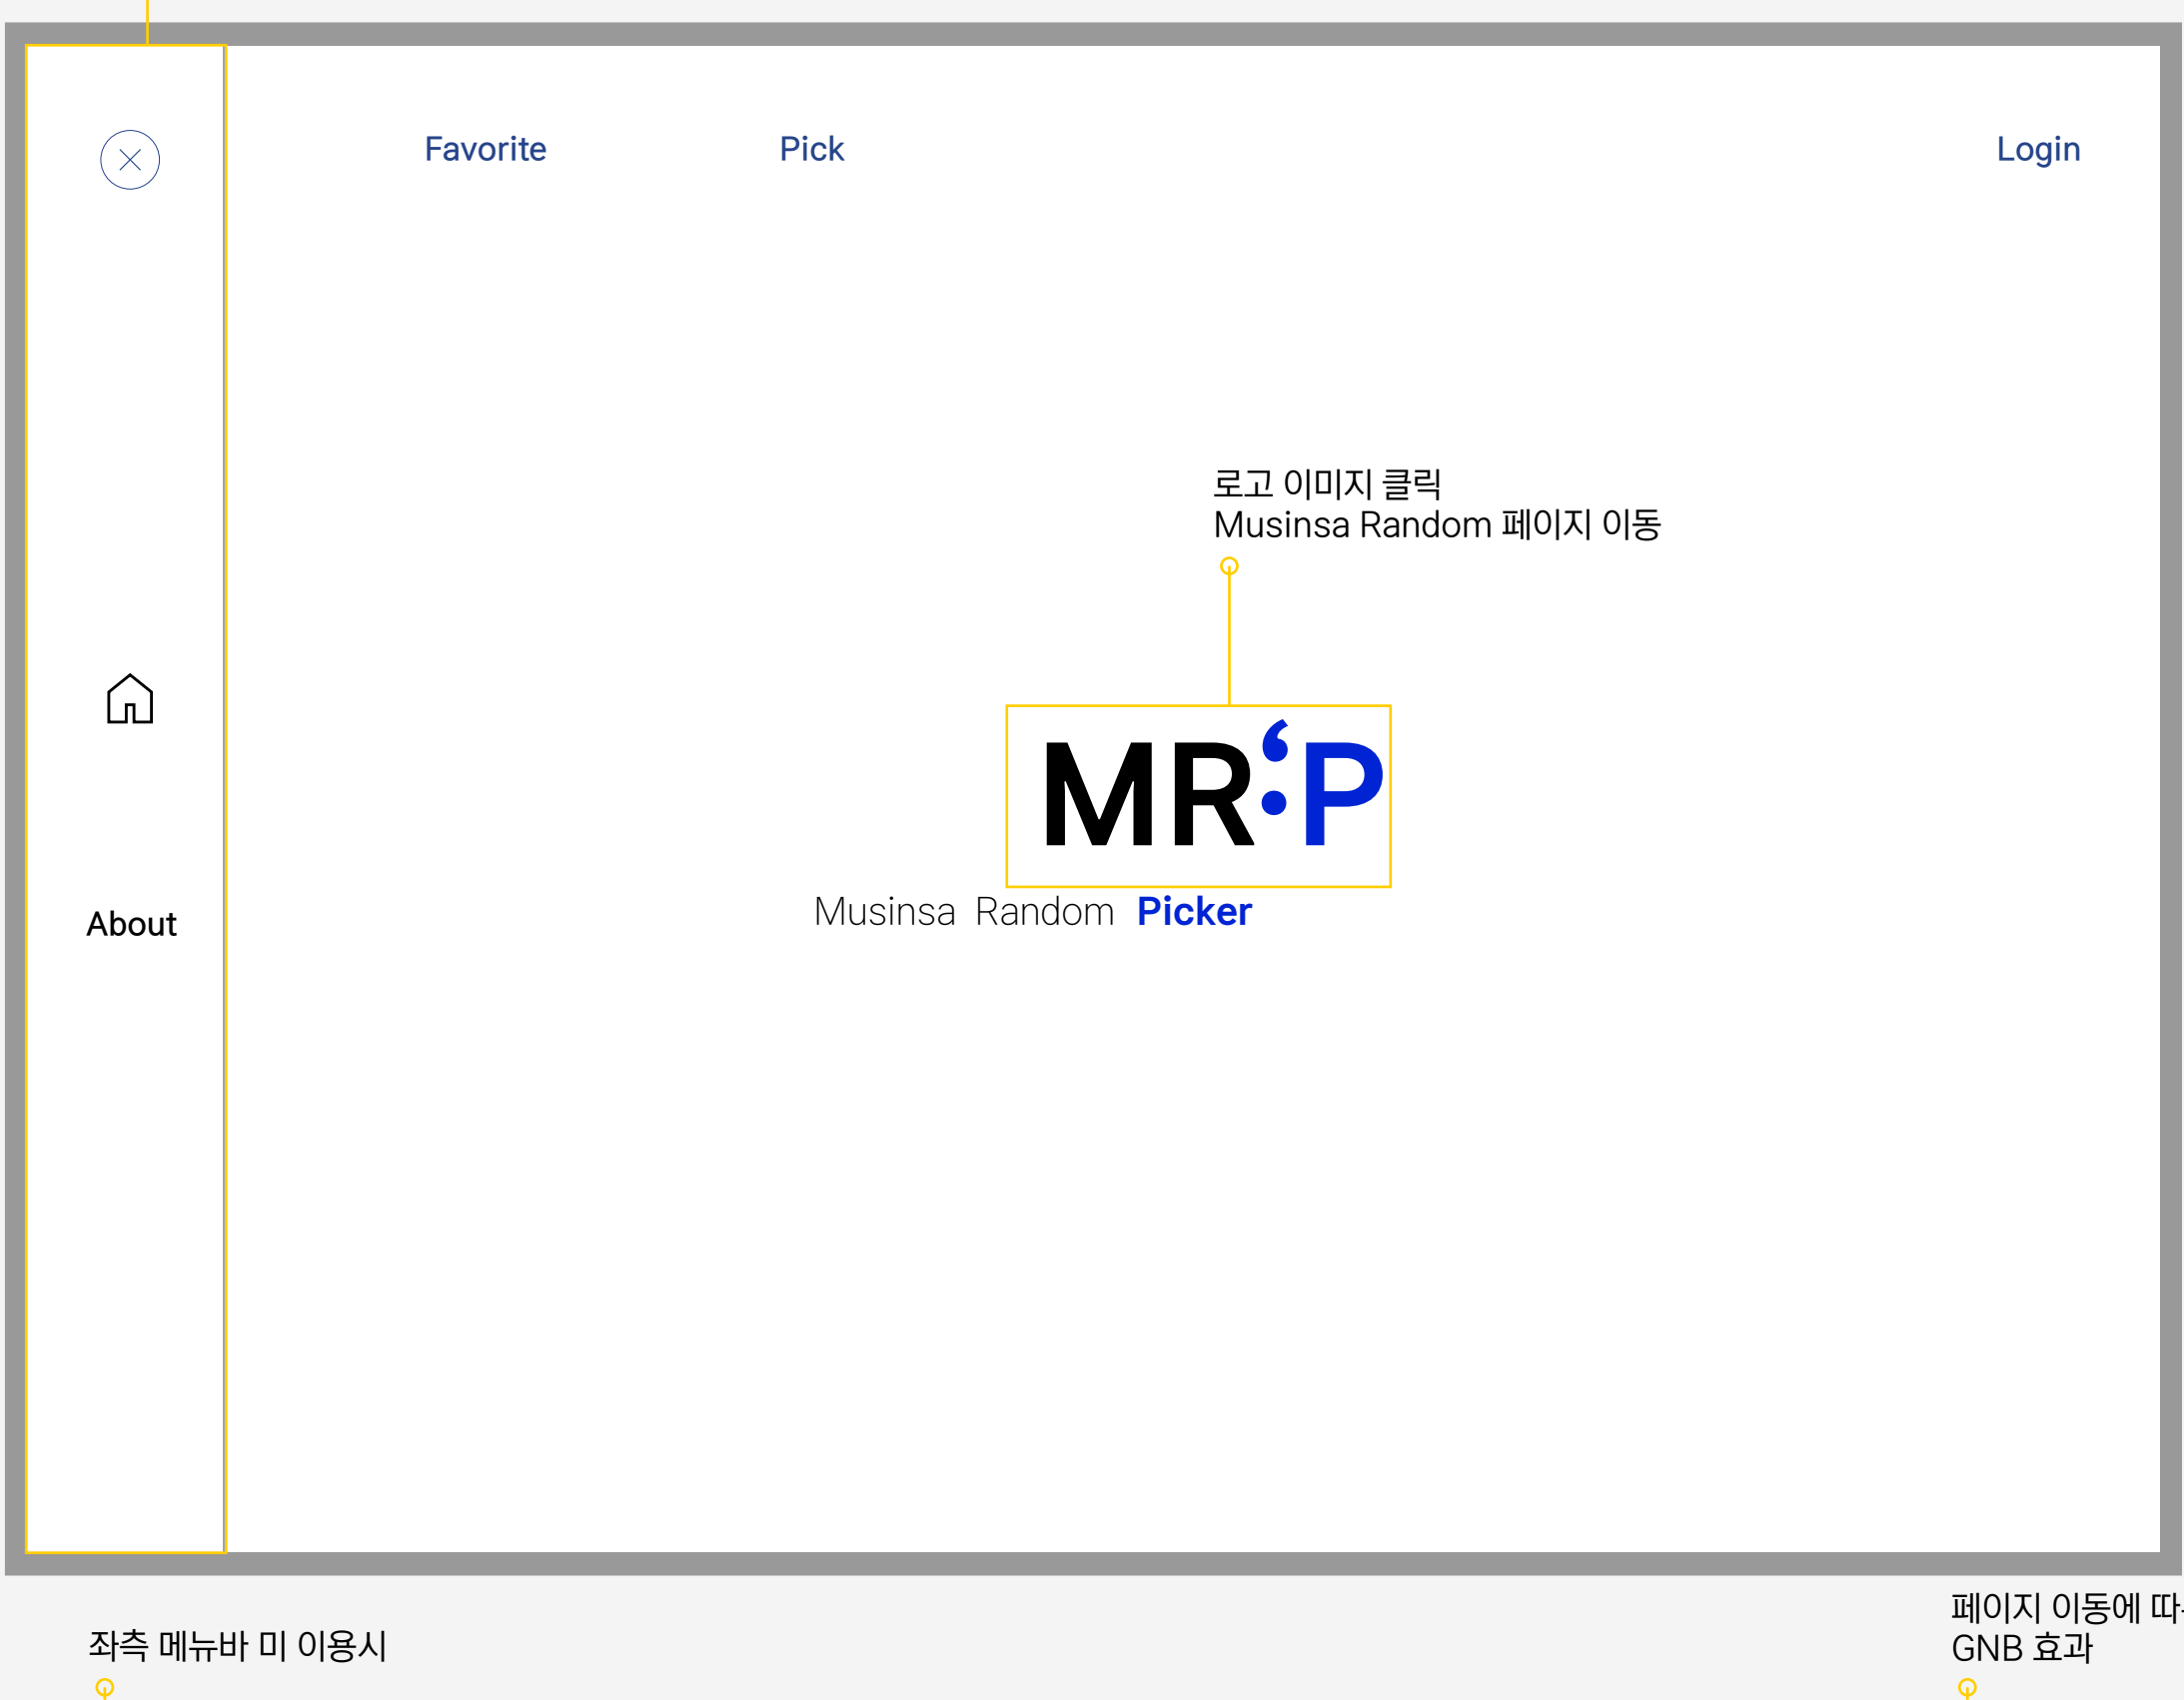 Favorite
Pick
Login
로고 이미지 클릭
Musinsa Random 페이지 이동
MR:P
Musinsa Random Picker
About
좌측 메뉴바 미 이용시
페이지 이동에
GNB 효과